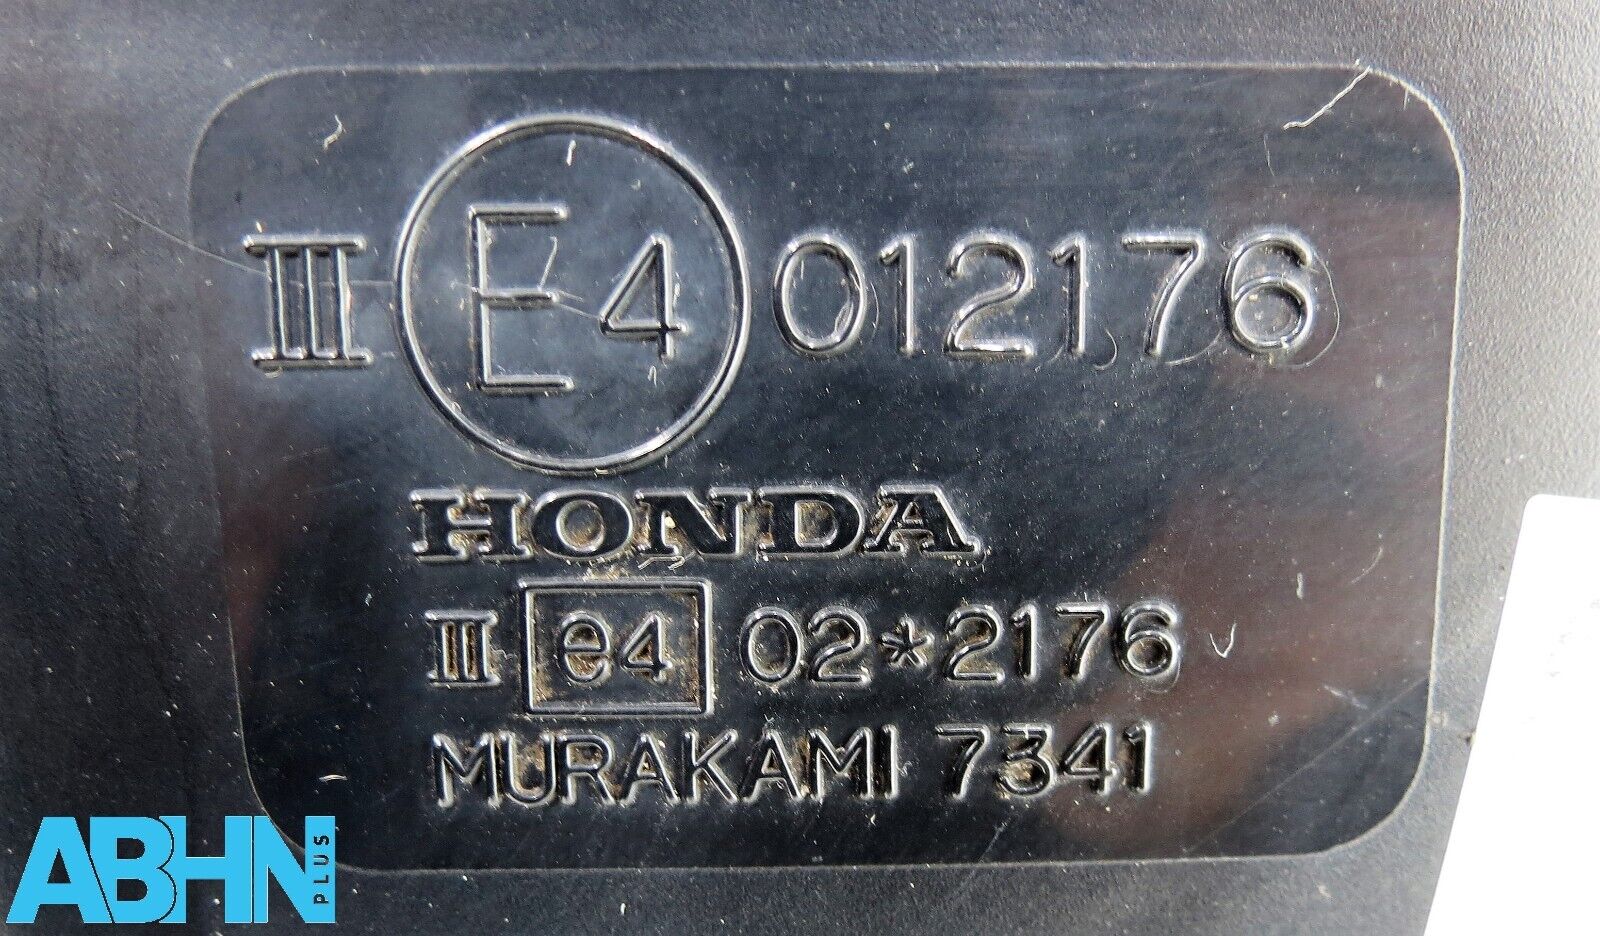 III E4 012176
HONDA
II e4 02*2176
MURAKAMI 7341
ABHN PLUS